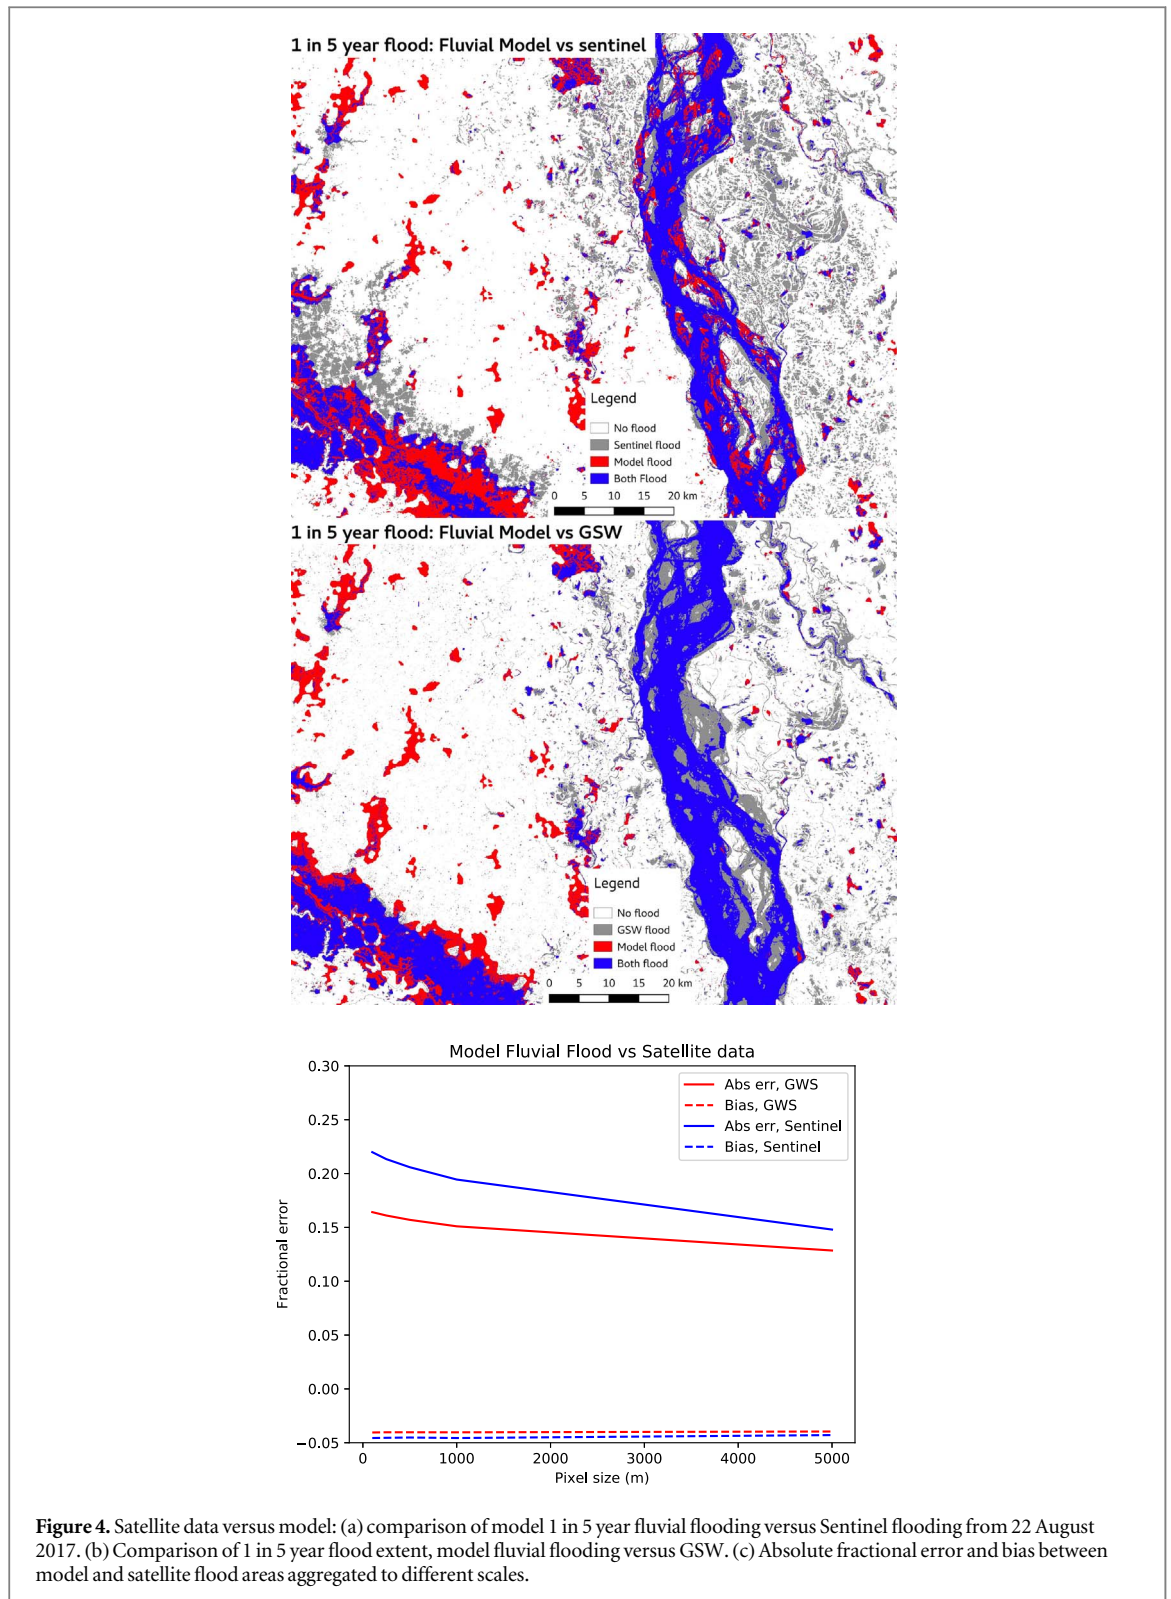 1 in 5 year flood: Fluvial Model vs sentinel
Legend
No flood
Sentinel flood
Model flood
Both Flood
0 5 10 15 20 km
1 in 5 year flood: Fluvial Model vs GSW
Legend
No flood
GSW flood
Model flood
Both flood
0 5 10 15 20 km
Model Fluvial Flood vs Satellite data
0.30
0.25
0.20
0.15
0.10
0.05
0.00
−0.05
Fractional error
Abs err, GWS
Bias, GWS
Abs err, Sentinel
Bias, Sentinel
0 1000 2000 3000 4000 5000
Pixel size (m)
Figure 4. Satellite data versus model: (a) comparison of model 1 in 5 year fluvial flooding versus Sentinel flooding from 22 August
2017. (b) Comparison of 1 in 5 year flood extent, model fluvial flooding versus GSW. (c) Absolute fractional error and bias between
model and satellite flood areas aggregated to different scales.